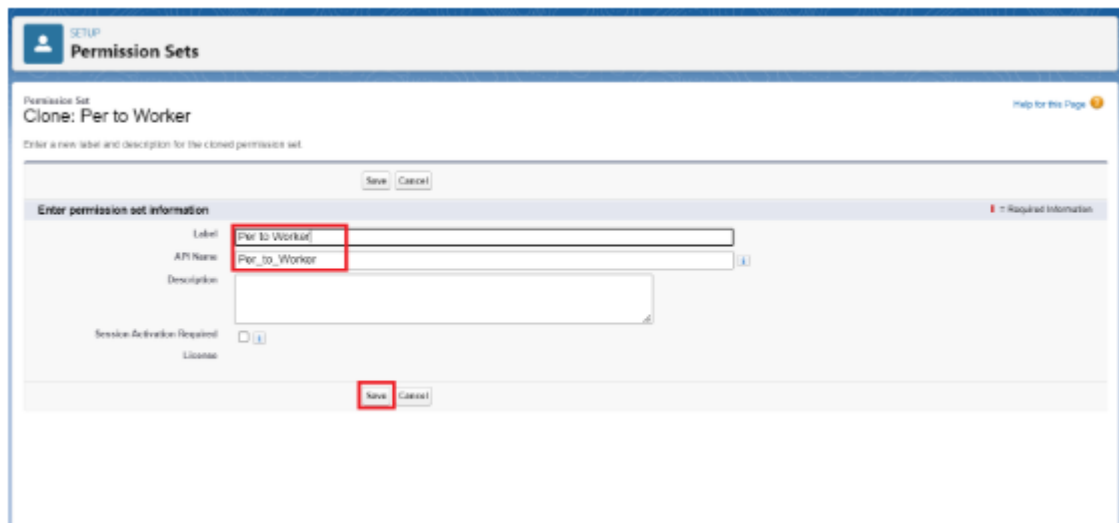 SETUP
Permission Sets
Permission Set
Clone: Per to Worker
Help for this Page
Enter a new label and description for the cloned permission set.
Save Cancel
Enter permission set information
= Required Information
Label Per to Worker
API Name Per_to_Worker
Description
Session Activation Required
License
Save Cancel